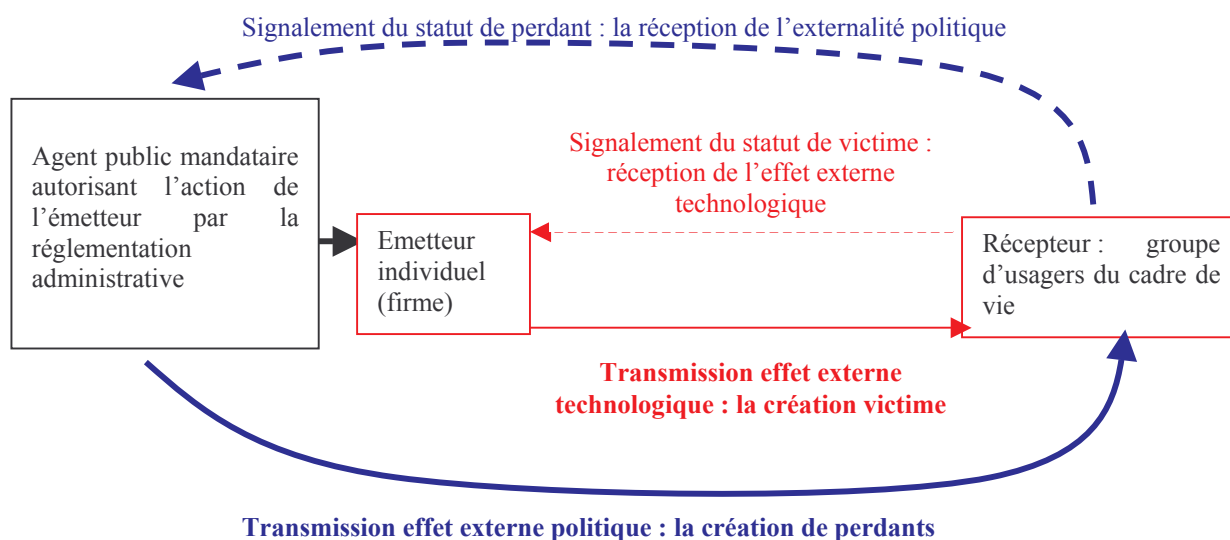 Signalement du statut de perdant : la réception de l'externalité politique
Agent public mandataire
autorisant l'action de
l'émetteur par la
réglementation
administrative
Signalement du statut de victime :
réception de l'effet externe
technologique
Emetteur
individuel
(firme)
Récepteur : groupe
d'usagers du cadre de
vie
Transmission effet externe
technologique : la création victime
Transmission effet externe politique : la création de perdants